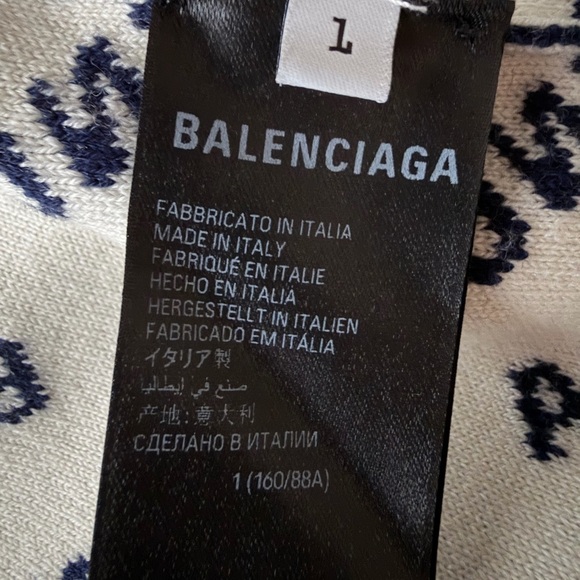 1
BALENCIAGA
FABBRICATO IN ITALIA
MADE IN ITALY
FABRIQUÉ EN ITALIE
HECHO EN ITALIA
HERGESTELLT IN ITALIEN
FABRICADO EM ITÁLIA
イタリア製
صنع في إيطاليا
产地: 意大利
СДЕЛАНО В ИТАЛИИ
1 (160/88A)